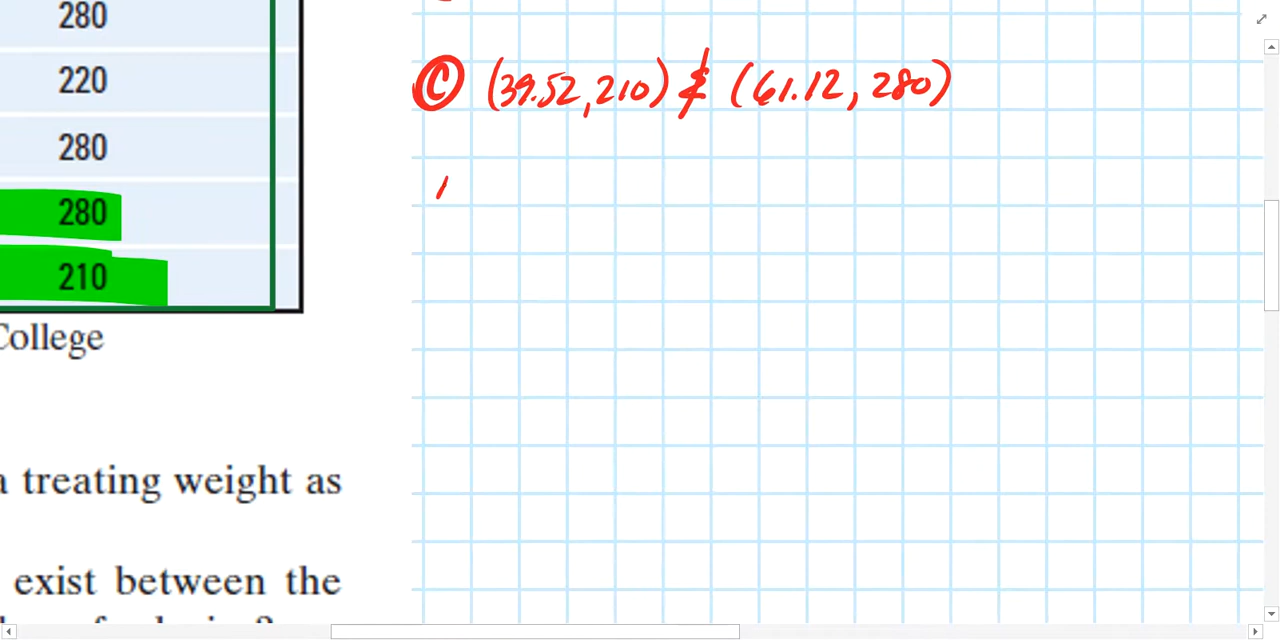 280
220
280
280
210
College
a treating weight as
exist between the
Ⓒ (39.52, 210) & (61.12, 280)